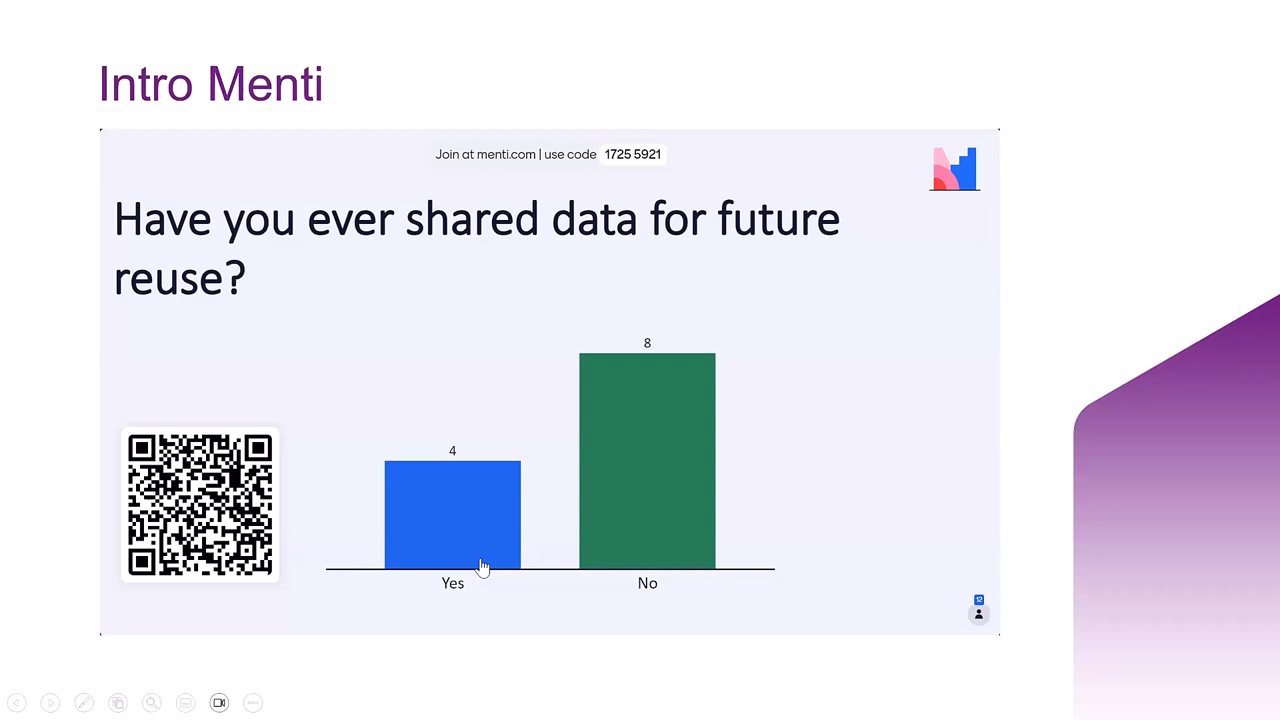 Intro Menti
Join at menti.com | use code 1725 5921
Have you ever shared data for future
reuse?
8
4
Yes
No
12